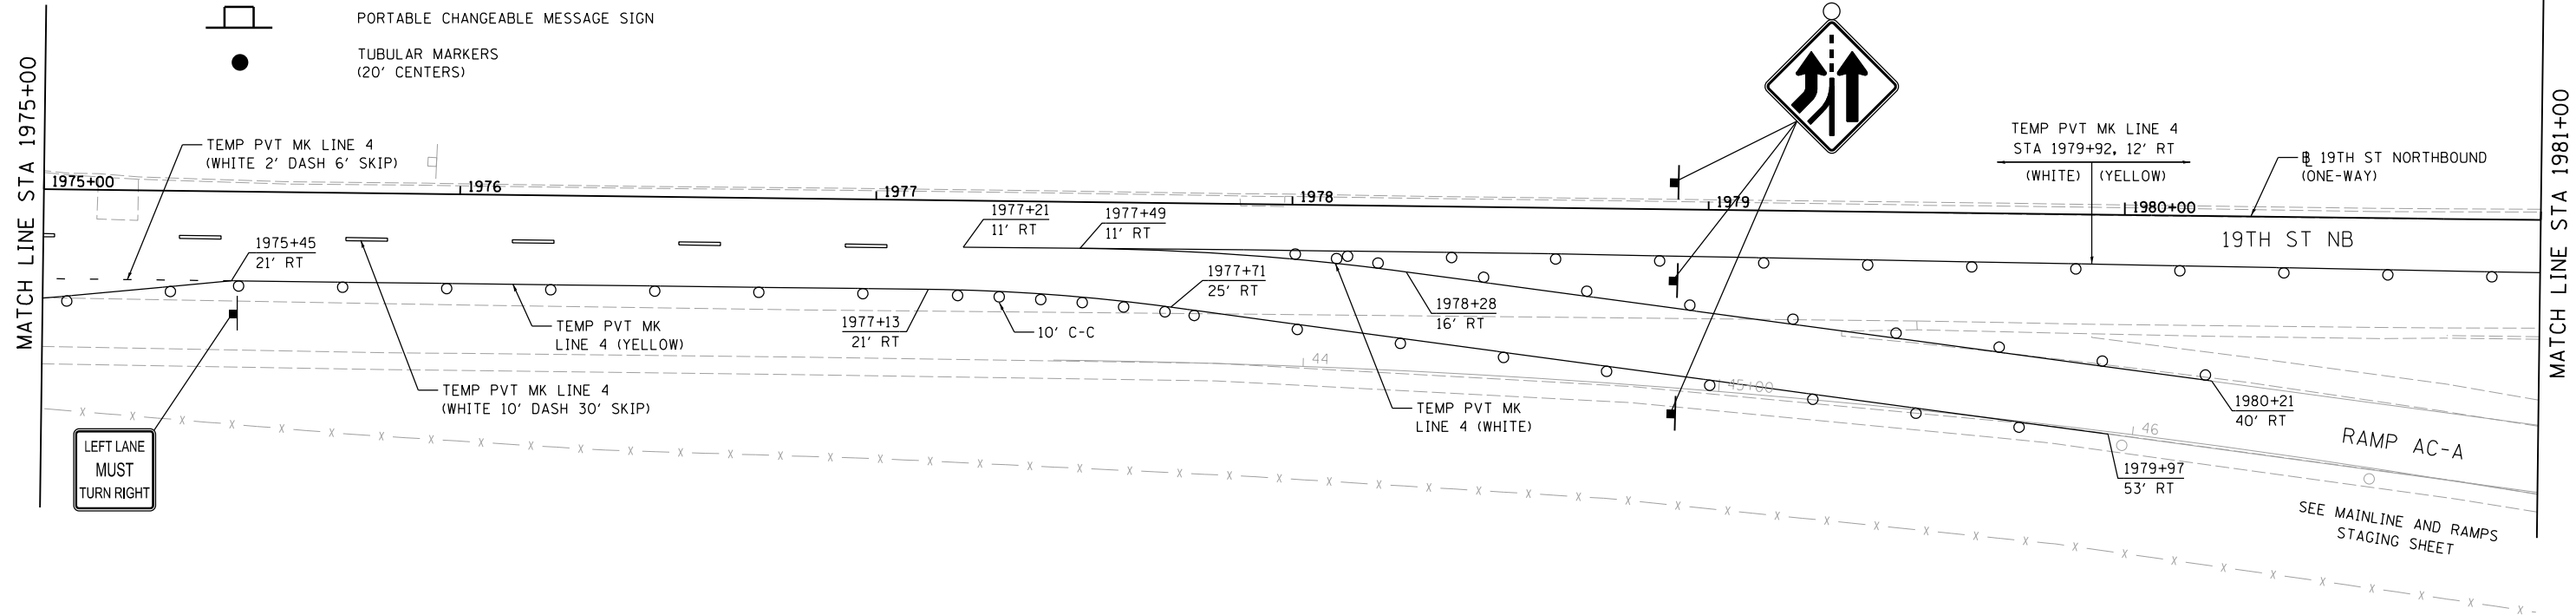 PORTABLE CHANGEABLE MESSAGE SIGN
TUBULAR MARKERS
(20' CENTERS)
MATCH LINE STA 1975+00
TEMP PVT MK LINE 4
(WHITE 2' DASH 6' SKIP)
1975+00
1976
1977
1978
1979
1980+00
1975+45
21' RT
1977+21
11' RT
1977+49
11' RT
TEMP PVT MK LINE 4
STA 1979+92, 12' RT
(WHITE) (YELLOW)
19TH ST NORTHBOUND
(ONE-WAY)
19TH ST NB
MATCH LINE STA 1981+00
1977+71
25' RT
1978+28
16' RT
1977+13
21' RT
10' C-C
TEMP PVT MK
LINE 4 (YELLOW)
TEMP PVT MK LINE 4
(WHITE 10' DASH 30' SKIP)
44
45+00
46
TEMP PVT MK
LINE 4 (WHITE)
1980+21
40' RT
RAMP AC-A
1979+97
53' RT
LEFT LANE
MUST
TURN RIGHT
SEE MAINLINE AND RAMPS
STAGING SHEET